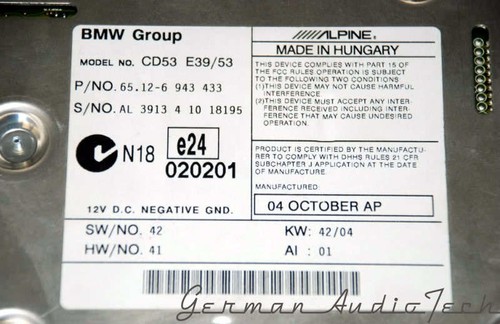 BMW Group
MODEL NO. CD53 E39/53
P/NO. 65.12-6 943 433
S/NO. AL 3913 4 10 18195
N18
e24
020201
12V D.C. NEGATIVE GND.
ALPINE
MADE IN HUNGARY
THIS DEVICE COMPLIES WITH PART 15 OF
THE FCC RULES OPERATION IS SUBJECT
TO THE FOLLOWING TWO CONDITIONS
(1)THIS DEVICE MAY NOT CAUSE HARMFUL
INTERFERENCE
(2)THIS DEVICE MUST ACCEPT ANY INTER
FERENCE RECEIVED INCLUDING INTER-
FERENCE THAT MAY CAUSE UNDESIRED
OPERATION.
PRODUCT IS CERTIFIED BY THE MANUFACTU-
RER TO COMPLY WITH DHHS RULES 21 CFR
SUBCHAPTER J APPLICATION AT THE DATE
OF MANUFACTURE.
MANUFACTURED
04 OCTOBER AP
SW/NO. 42
HW/NO. 41
KW: 42/04
AI : 01
German AudioTech